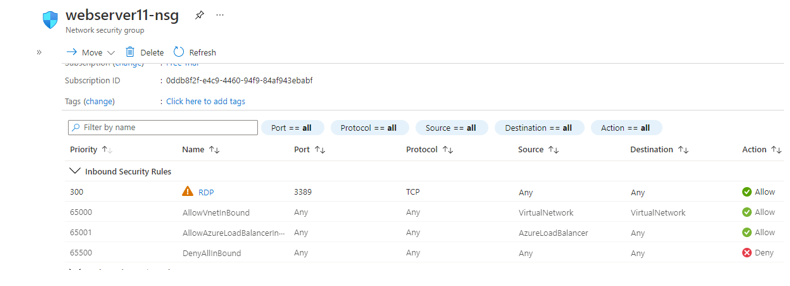 webserver11-nsg
Network security group
Move Delete Refresh
Subscription (change) : Free Trial
Subscription ID : 0ddb8f2f-e4c9-4460-94f9-84af943ebabf
Tags (change) : Click here to add tags
Filter by name Port == all Protocol == all Source == all Destination == all Action == all
Priority Name Port Protocol Source Destination Action
Inbound Security Rules
300 RDP 3389 TCP Any Any Allow
65000 AllowVnetInBound Any Any VirtualNetwork VirtualNetwork Allow
65001 AllowAzureLoadBalancerIn··· Any Any AzureLoadBalancer Any Allow
65500 DenyAllInBound Any Any Any Any Deny